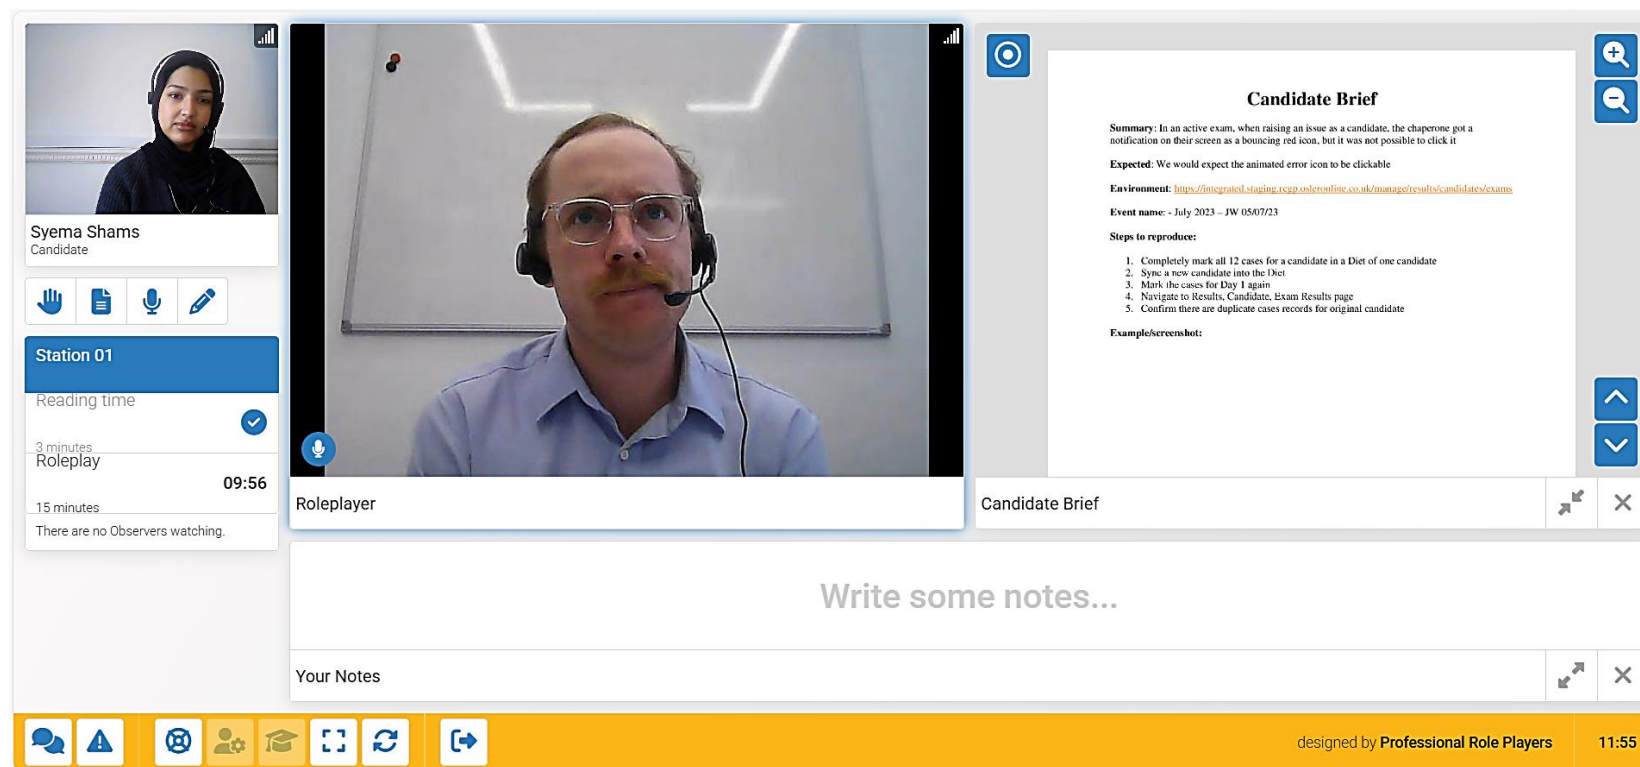 Syema Shams
Candidate
Station 01
Reading time
3 minutes
Roleplay
09:56
15 minutes
There are no Observers watching.
Roleplayer
Candidate Brief
Summary: In an active exam, when raising an issue as a candidate, the chaperone got a
notification on their screen as a bouncing red icon, but it was not possible to click it
Expected: We would expect the animated error icon to be clickable
Environment: https://integrated.staging.rcgp.osleronline.co.uk/manage/results/candidates/exams
Event name: - July 2023 – JW 05/07/23
Steps to reproduce:
1. Completely mark all 12 cases for a candidate in a Diet of one candidate
2. Sync a new candidate into the Diet
3. Mark the cases for Day 1 again
4. Navigate to Results, Candidate, Exam Results page
5. Confirm there are duplicate cases records for original candidate
Example/screenshot:
Candidate Brief
Write some notes...
Your Notes
designed by Professional Role Players
11:55